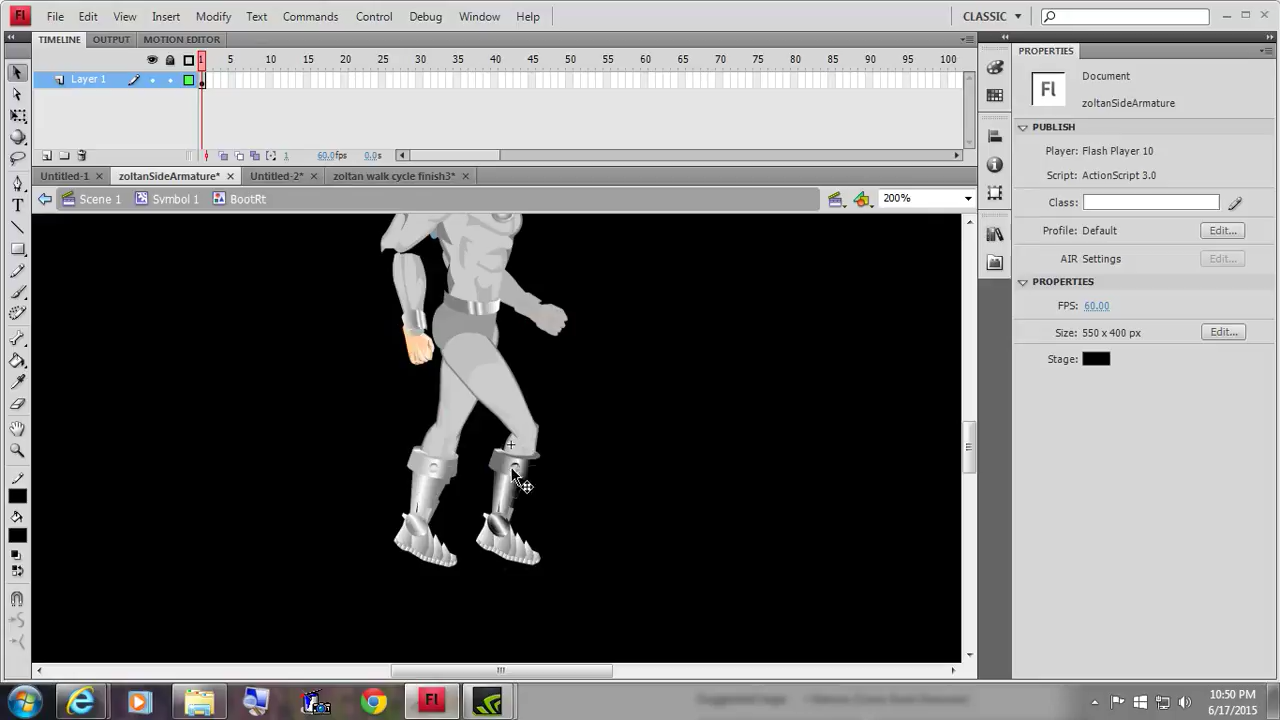 Fl File Edit View Insert Modify Text Commands Control Debug Window Help CLASSIC
TIMELINE OUTPUT MOTION EDITOR
1 5 10 15 20 25 30 35 40 45 50 55 60 65 70 75 80 85 90 95 100
Layer 1
1 60.0fps 0.0s
Untitled-1 zoltanSideArmature* Untitled-2* zoltan walk cycle finish3*
Scene 1 Symbol 1 BootRt 200%
PROPERTIES
Fl
Document
zoltanSideArmature
PUBLISH
Player: Flash Player 10
Script: ActionScript 3.0
Class:
Profile: Default Edit...
AIR Settings Edit...
PROPERTIES
FPS: 60.00
Size: 550 x 400 px Edit...
Stage:
T
Fl
10:50 PM
6/17/2015